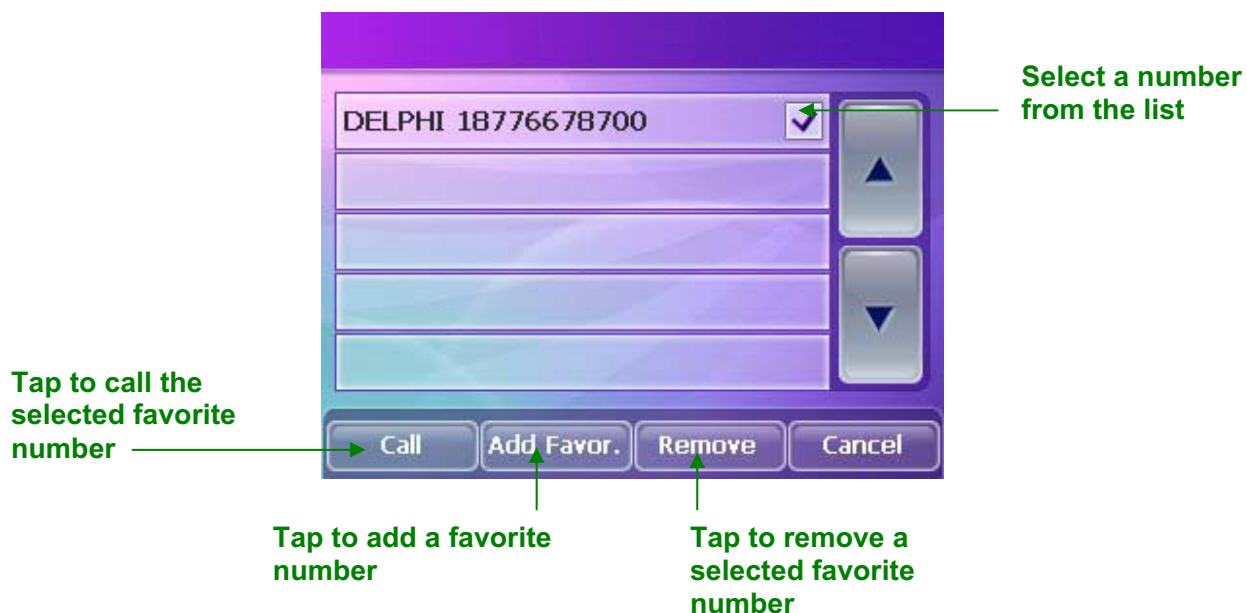 Select a number
from the list
DELPHI 18776678700
Tap to call the
selected favorite
number
Call
Add Favor.
Remove
Cancel
Tap to add a favorite
number
Tap to remove a
selected favorite
number